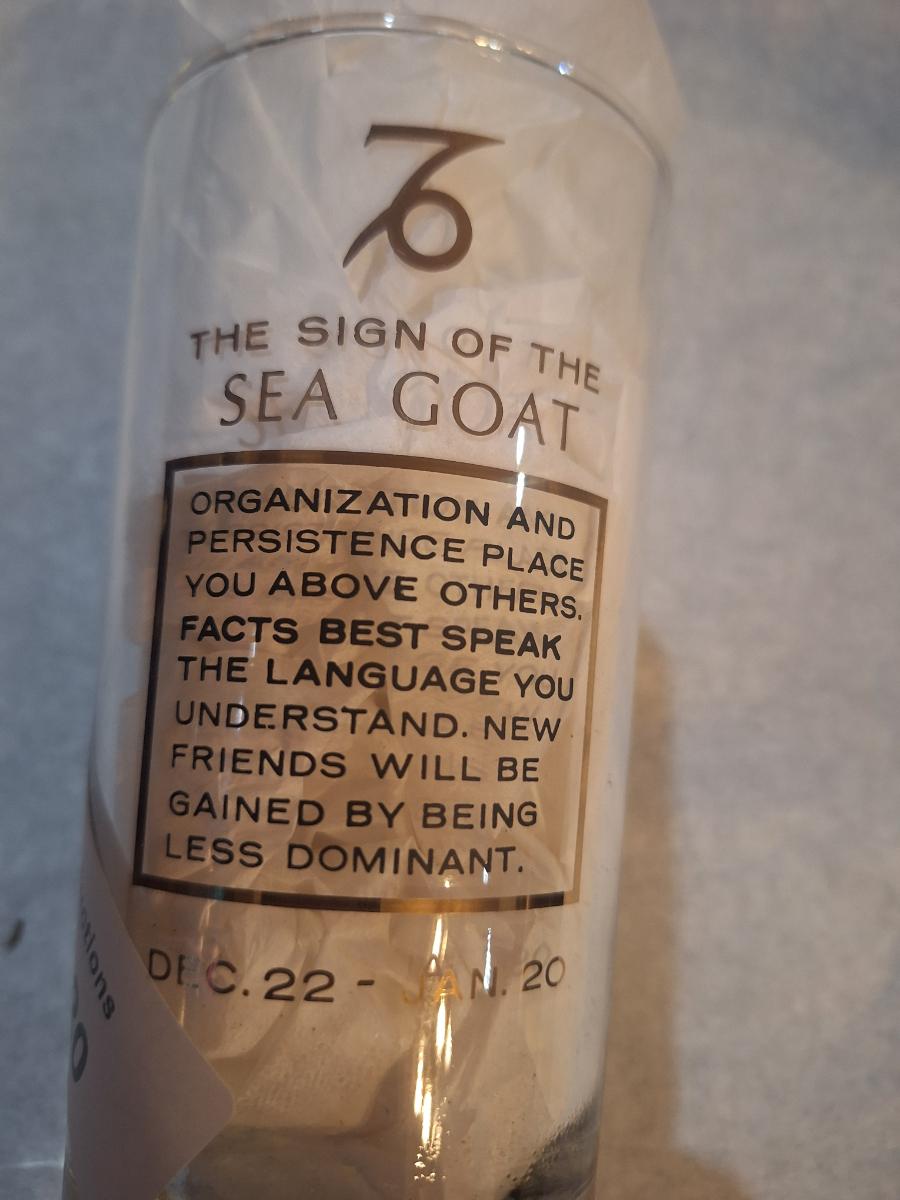 THE SIGN OF THE
SEA GOAT
ORGANIZATION AND
PERSISTENCE PLACE
YOU ABOVE OTHERS.
FACTS BEST SPEAK
THE LANGUAGE YOU
UNDERSTAND. NEW
FRIENDS WILL BE
GAINED BY BEING
LESS DOMINANT.
DEC. 22 - JAN. 20